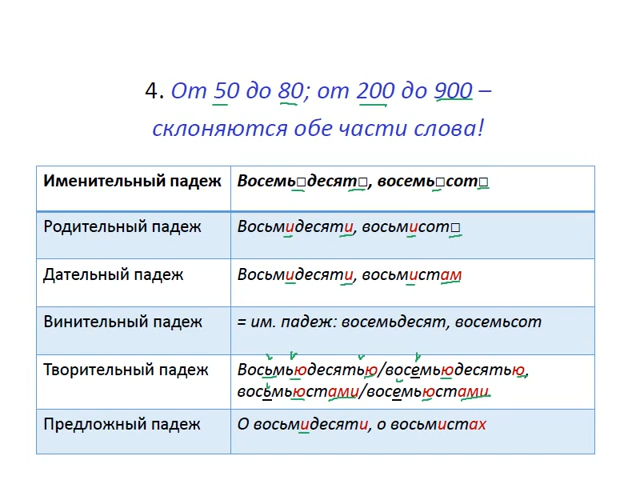 4. От 50 до 80; от 200 до 900 –
склоняются обе части слова!
Именительный падеж Восемь□десят□, восемь□сот□
Родительный падеж Восьмидесяти, восьмисот□
Дательный падеж Восьмидесяти, восьмистам
Винительный падеж = им. падеж: восемьдесят, восемьсот
Творительный падеж Восьмьюдесятью/восемьюдесятью,
восьмьюстами/восемьюстами
Предложный падеж О восьмидесяти, о восьмистах